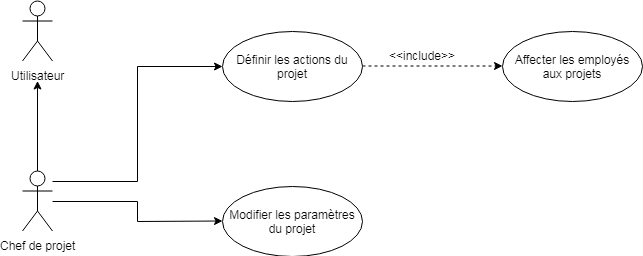 Utilisateur
Définir les actions du
projet
<<include>>
Affecter les employés
aux projets
Chef de projet
Modifier les paramètres
du projet